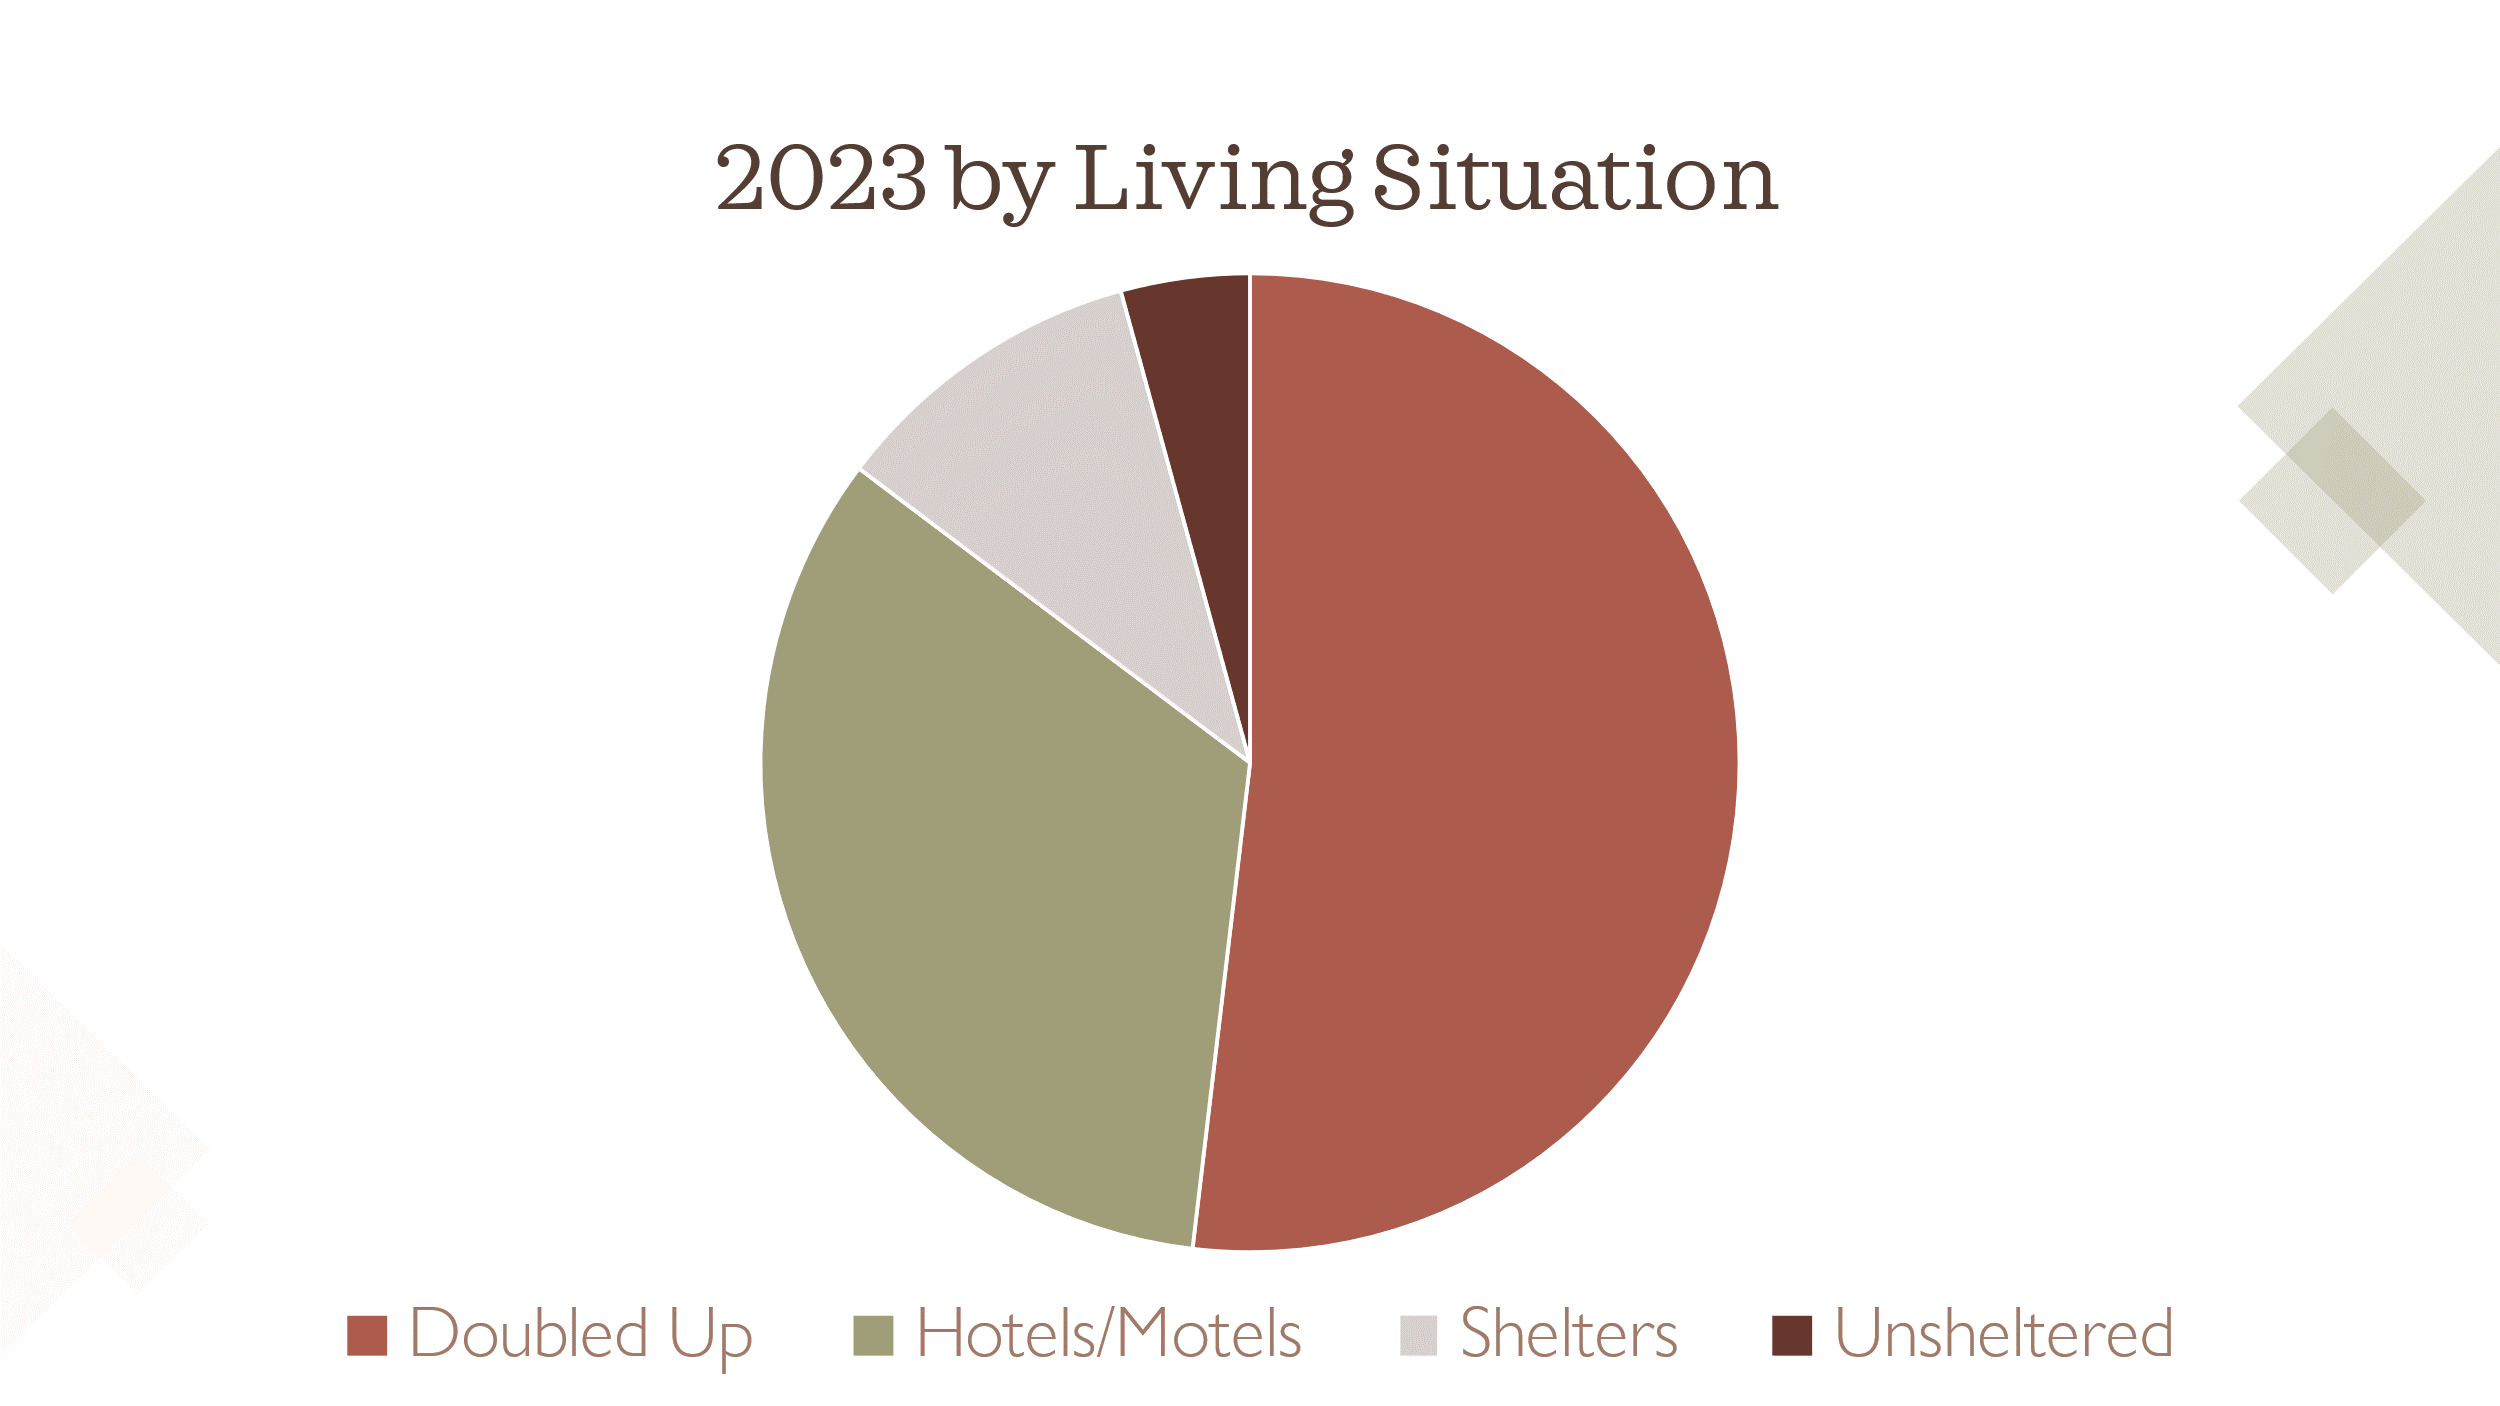 2023 by Living Situation
Doubled Up Hotels/Motels Shelters Unsheltered